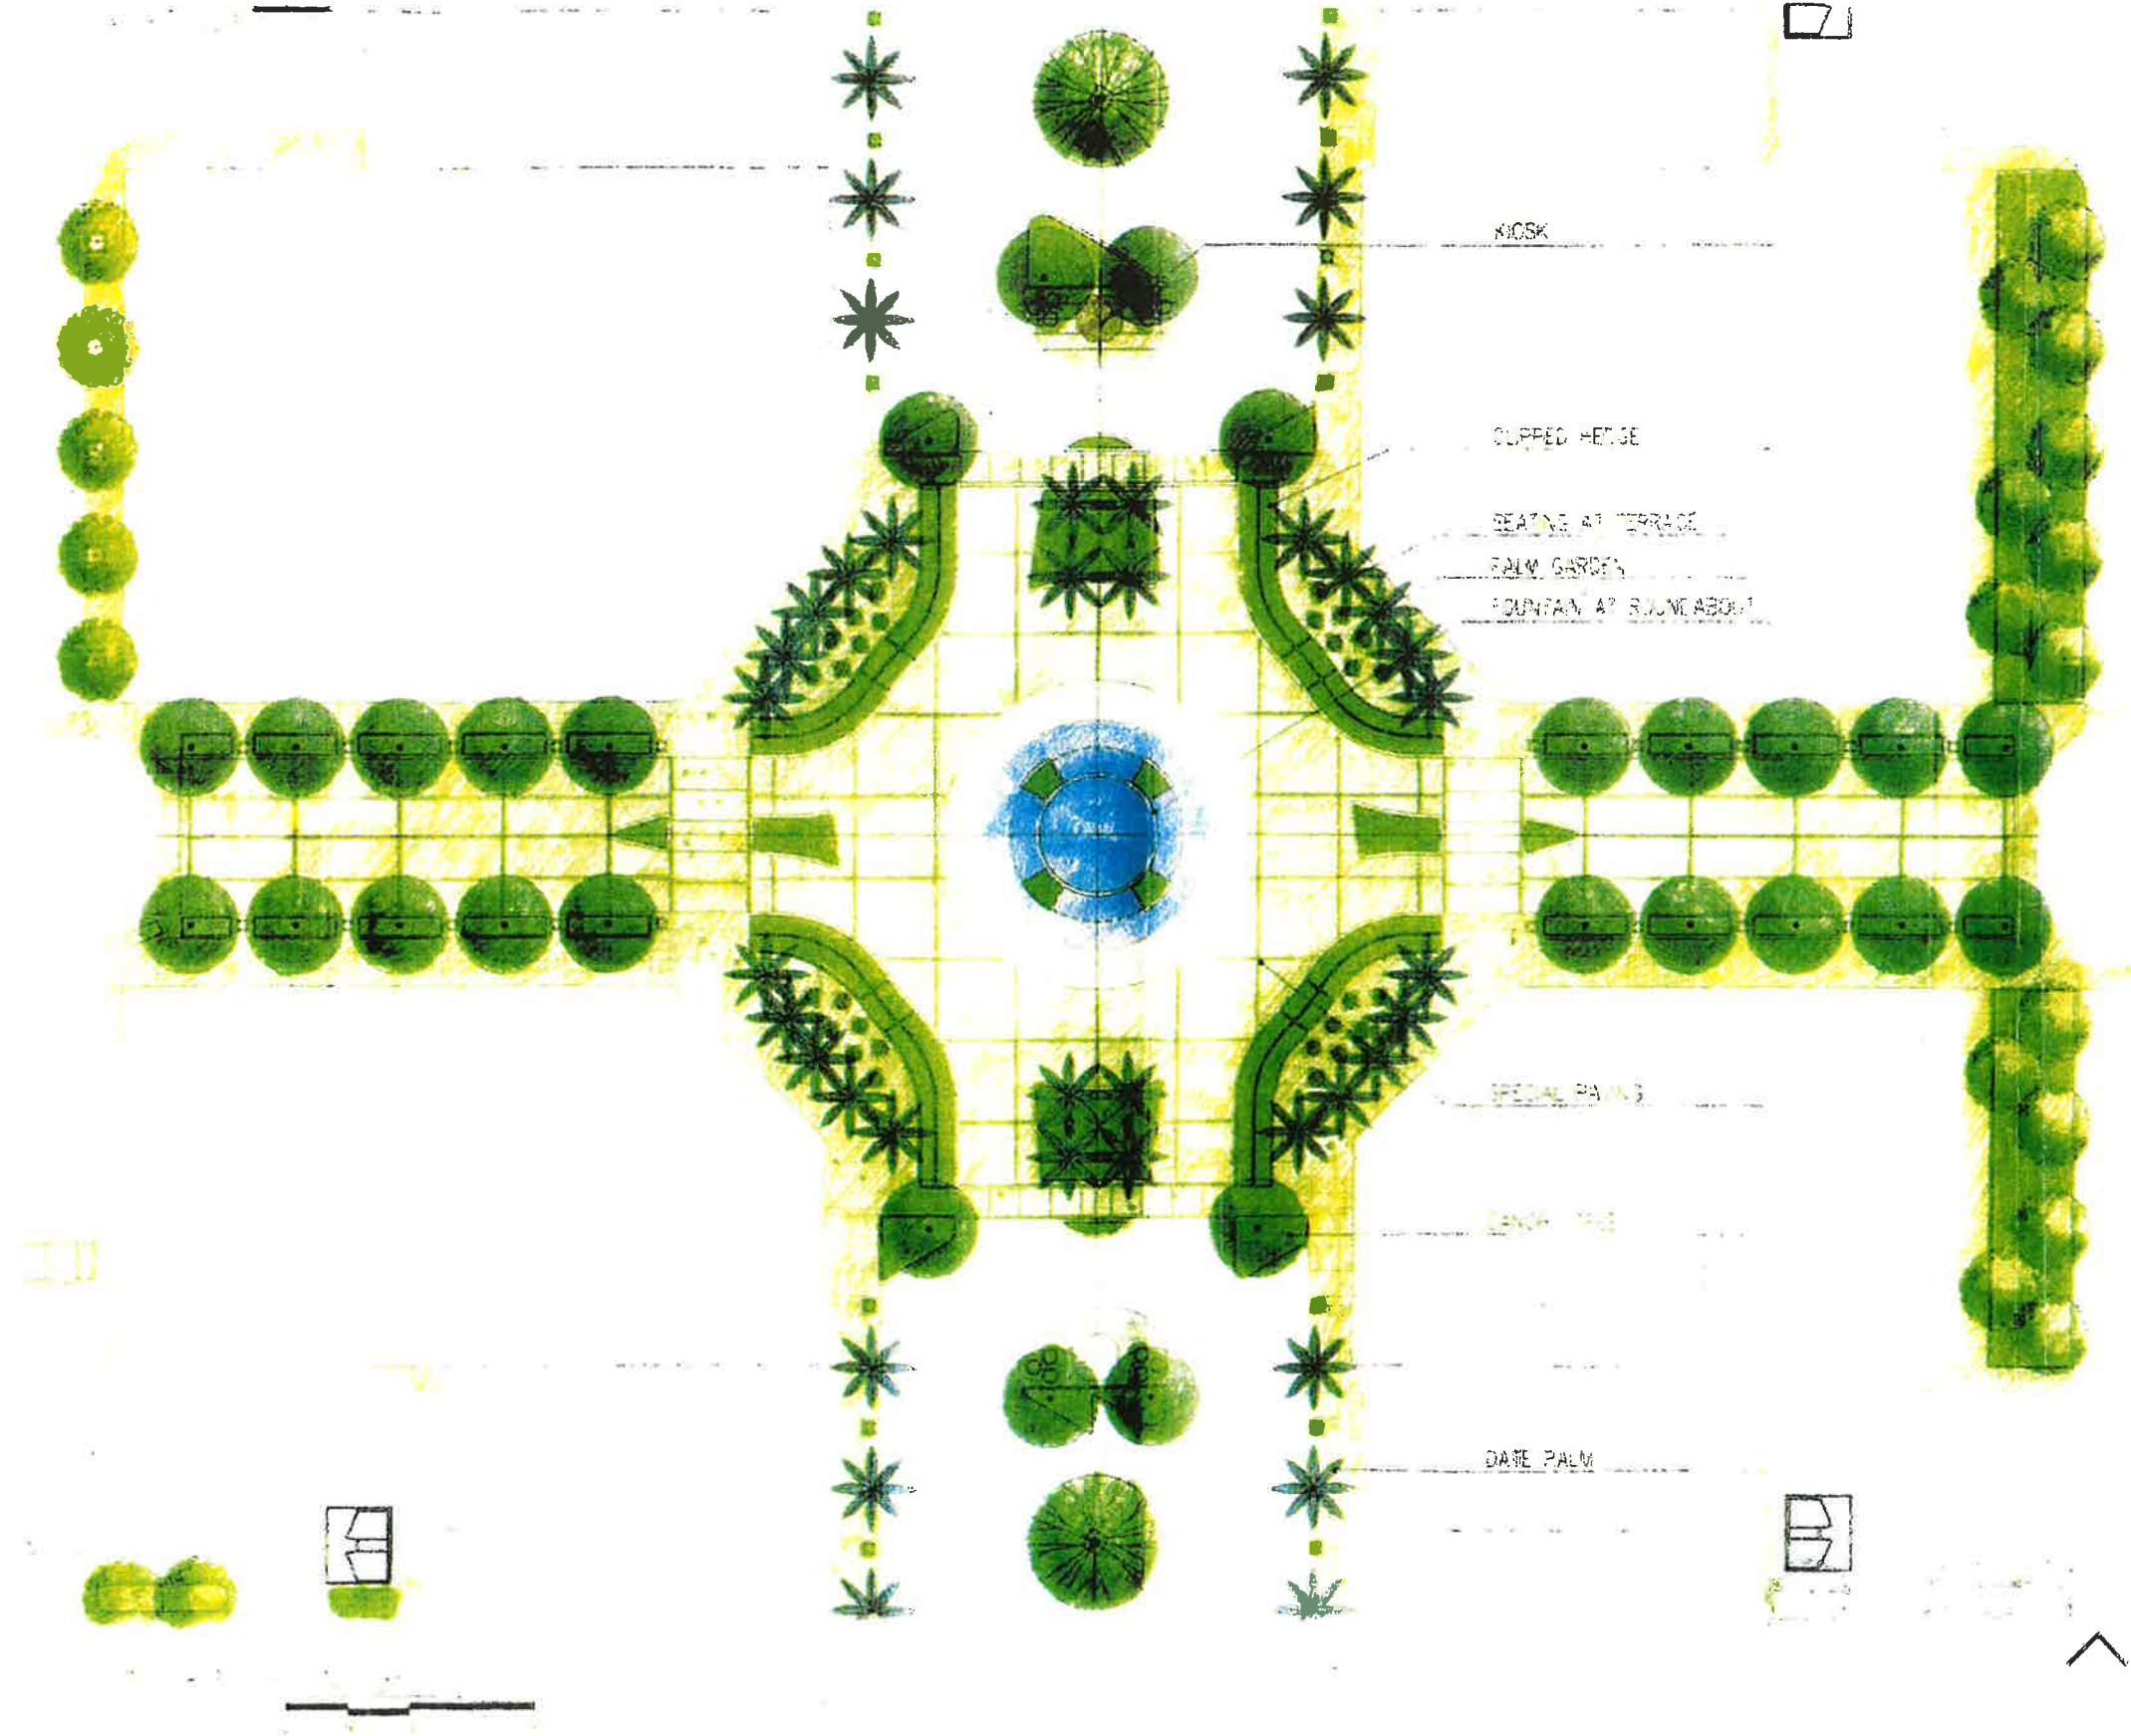 KIOSK
CLIPPED HEDGE
SEATING AT TERRACE
PALM GARDEN
FOUNTAIN AT ROUNDABOUT
SPECIAL PAVING
DATE PALM